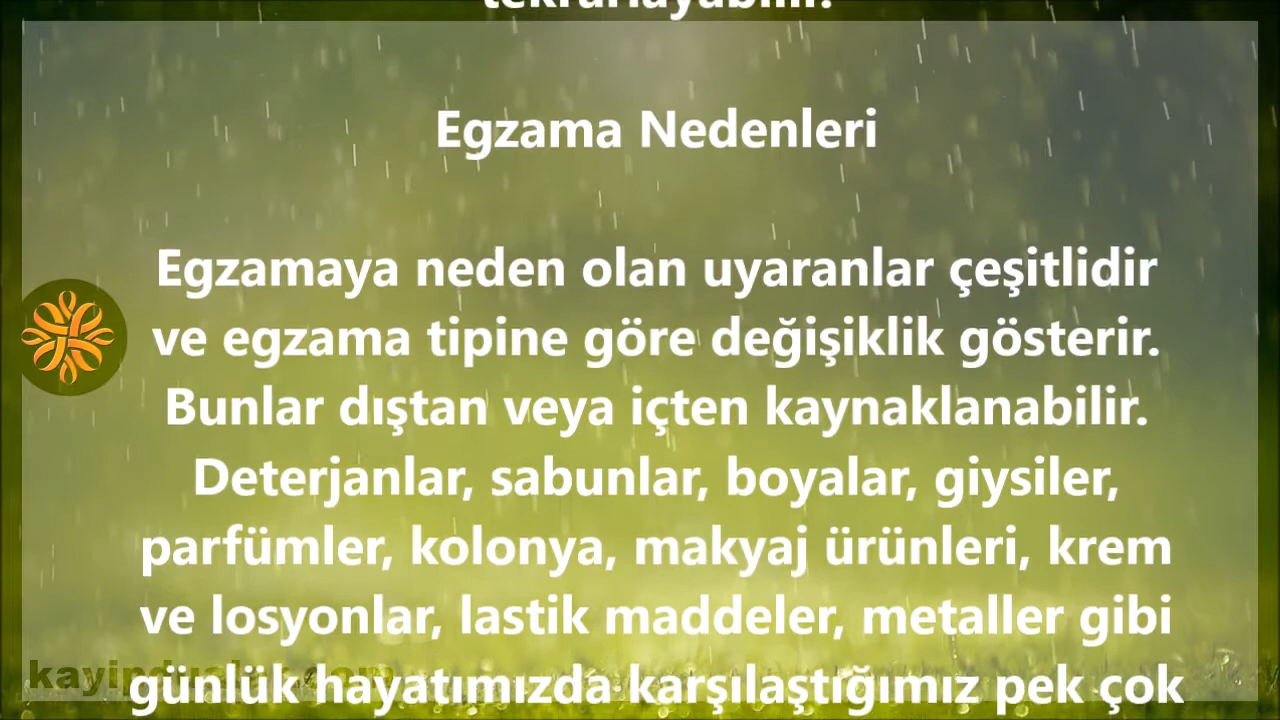 tekrarlayabilir.
Egzama Nedenleri
Egzamaya neden olan uyaranlar çeşitlidir
ve egzama tipine göre değişiklik gösterir.
Bunlar dıştan veya içten kaynaklanabilir.
Deterjanlar, sabunlar, boyalar, giysiler,
parfümler, kolonya, makyaj ürünleri, krem
ve losyonlar, lastik maddeler, metaller gibi
günlük hayatımızda karşılaştığımız pek çok